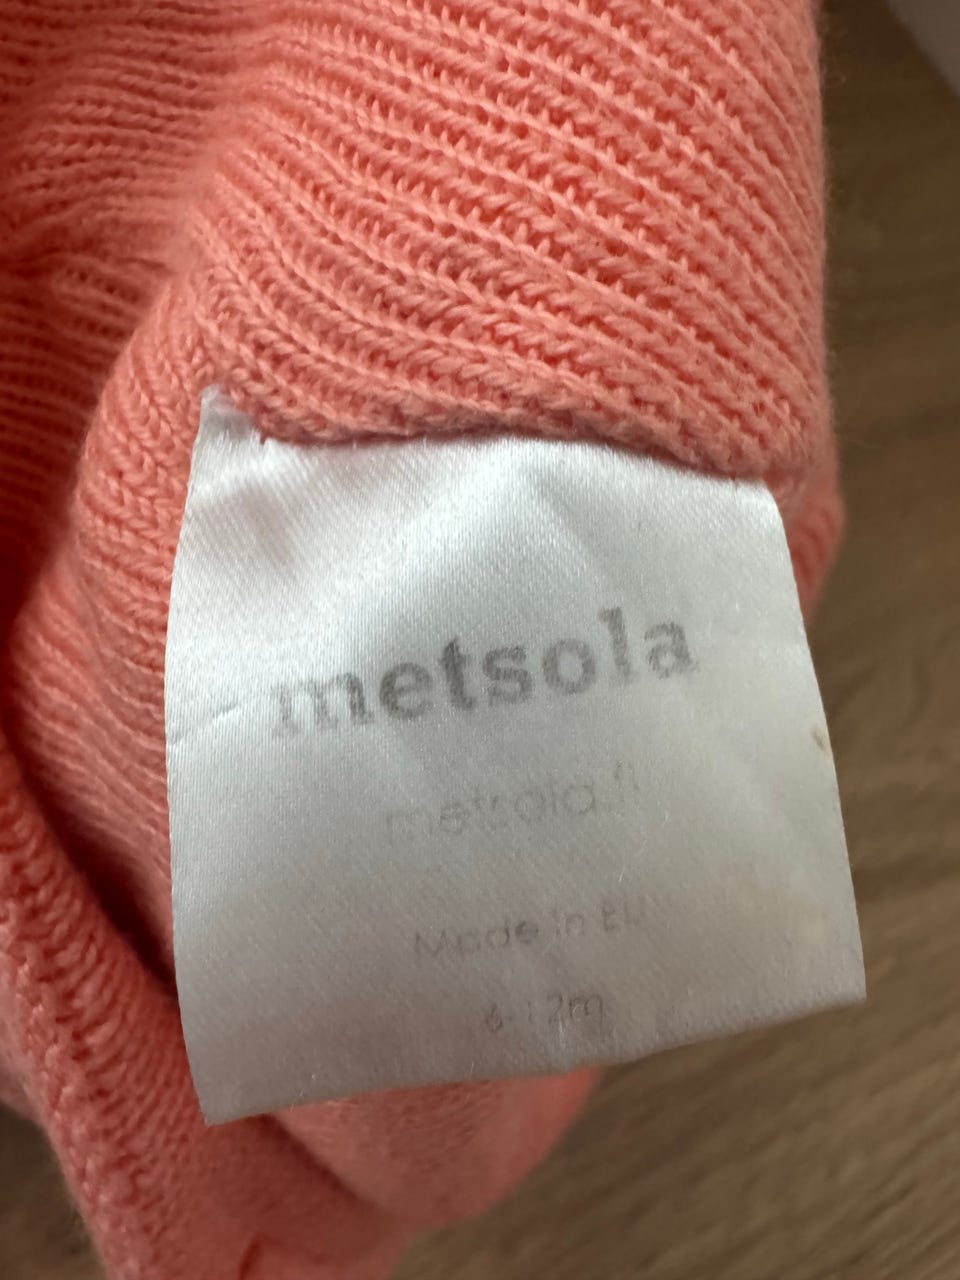 metsola
metsola.fi
Made in EU
6-12m